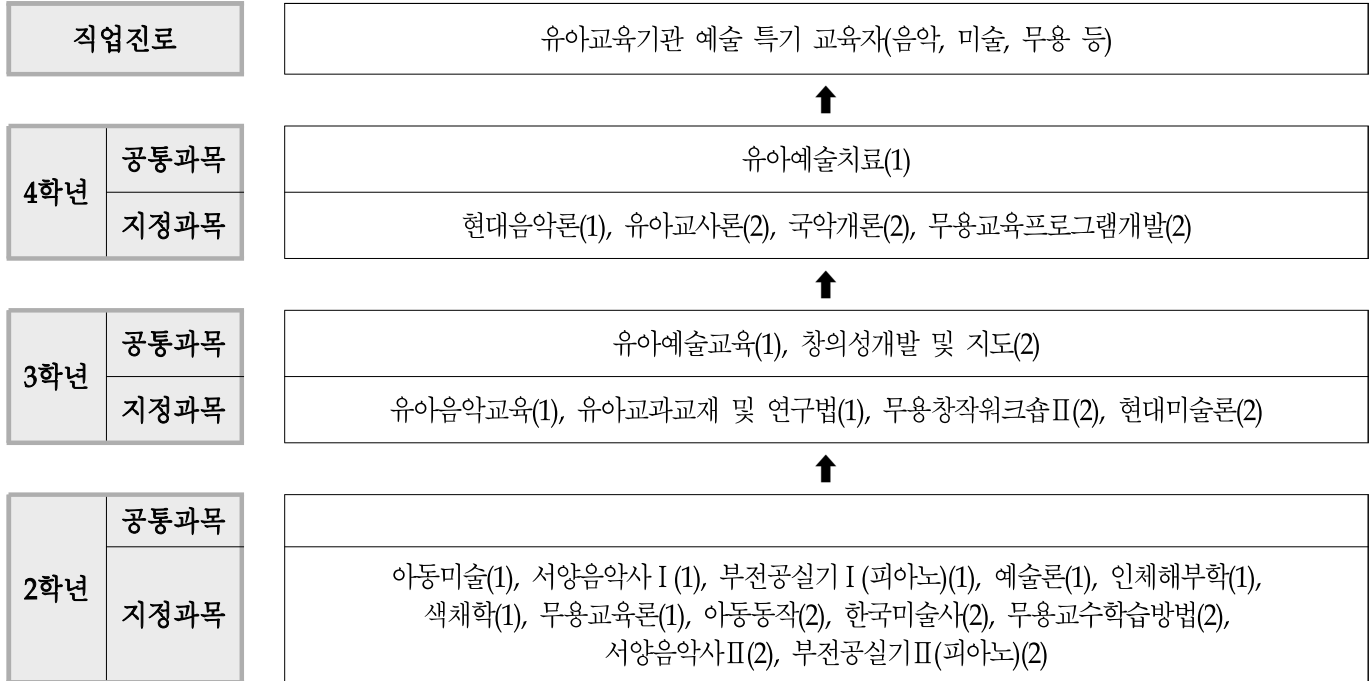 직업진로
유아교육기관 예술 특기 교육자(음악, 미술, 무용 등)
4학년
공통과목
유아예술치료(1)
지정과목
현대음악론(1), 유아교사론(2), 국악개론(2), 무용교육프로그램개발(2)
3학년
공통과목
유아예술교육(1), 창의성개발 및 지도(2)
지정과목
유아음악교육(1), 유아교과교재 및 연구법(1), 무용창작워크숍Ⅱ(2), 현대미술론(2)
2학년
공통과목
지정과목
아동미술(1), 서양음악사Ⅰ(1), 부전공실기Ⅰ(피아노)(1), 예술론(1), 인체해부학(1),
색채학(1), 무용교육론(1), 아동동작(2), 한국미술사(2), 무용교수학습방법(2),
서양음악사Ⅱ(2), 부전공실기Ⅱ(피아노)(2)